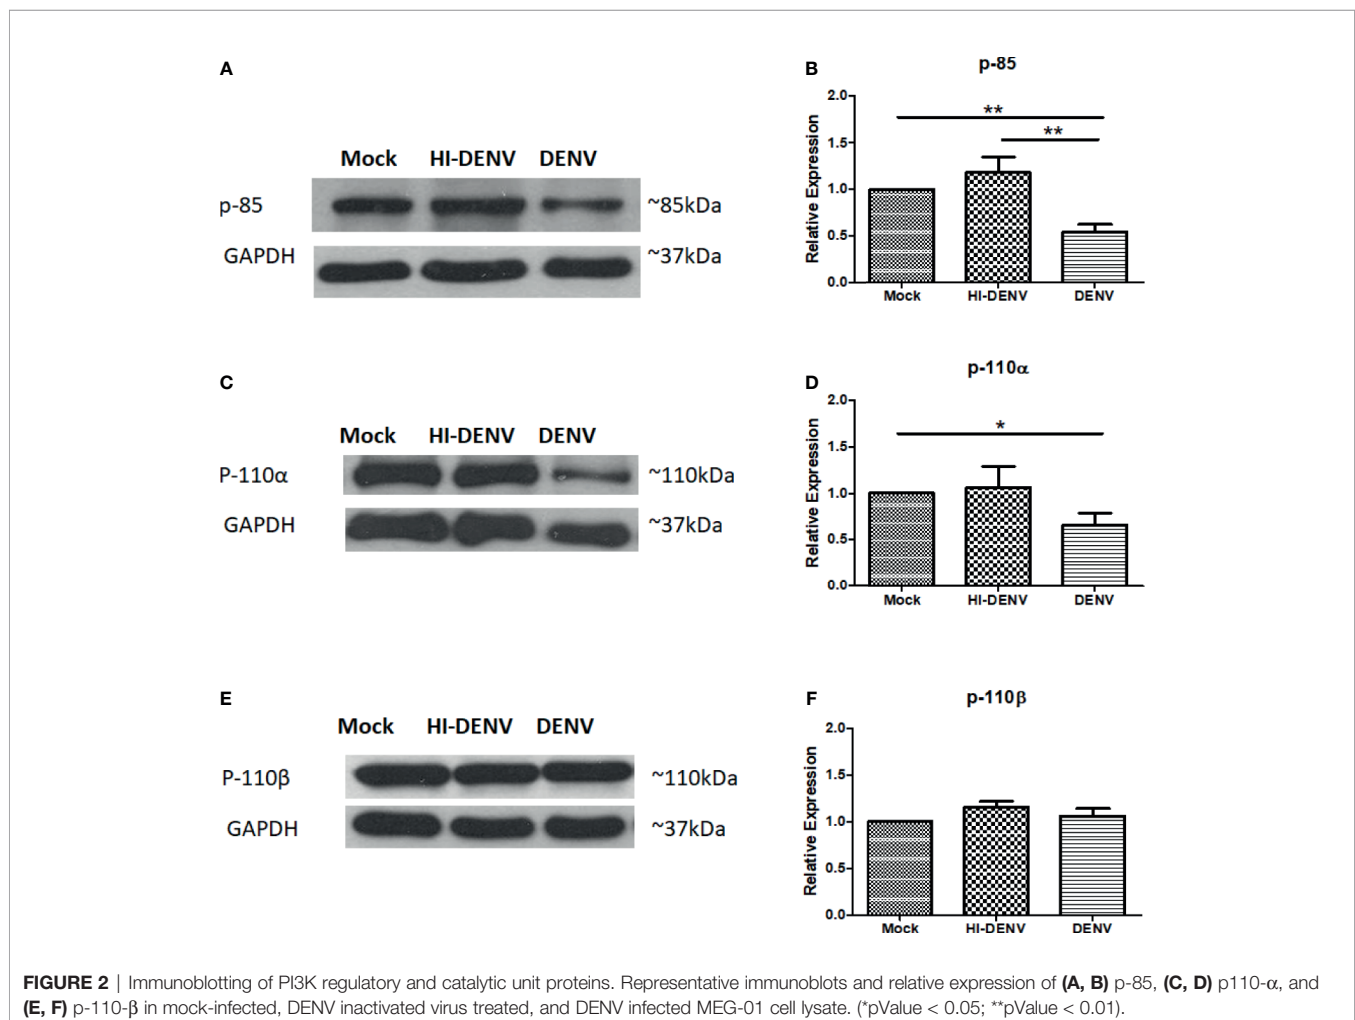 A
Mock HI-DENV DENV
p-85 ~85kDa
GAPDH ~37kDa
B
p-85
Relative Expression
2.0
1.5
1.0
0.5
0.0
**
**
Mock HI-DENV DENV
C
Mock HI-DENV DENV
P-110α ~110kDa
GAPDH ~37kDa
D
p-110α
Relative Expression
2.0
1.5
1.0
0.5
0.0
*
Mock HI-DENV DENV
E
Mock HI-DENV DENV
P-110β ~110kDa
GAPDH ~37kDa
F
p-110β
Relative Expression
2.0
1.5
1.0
0.5
0.0
Mock HI-DENV DENV
FIGURE 2 | Immunoblotting of PI3K regulatory and catalytic unit proteins. Representative immunoblots and relative expression of (A, B) p-85, (C, D) p110-α, and
(E, F) p-110-β in mock-infected, DENV inactivated virus treated, and DENV infected MEG-01 cell lysate. (*pValue < 0.05; **pValue < 0.01).